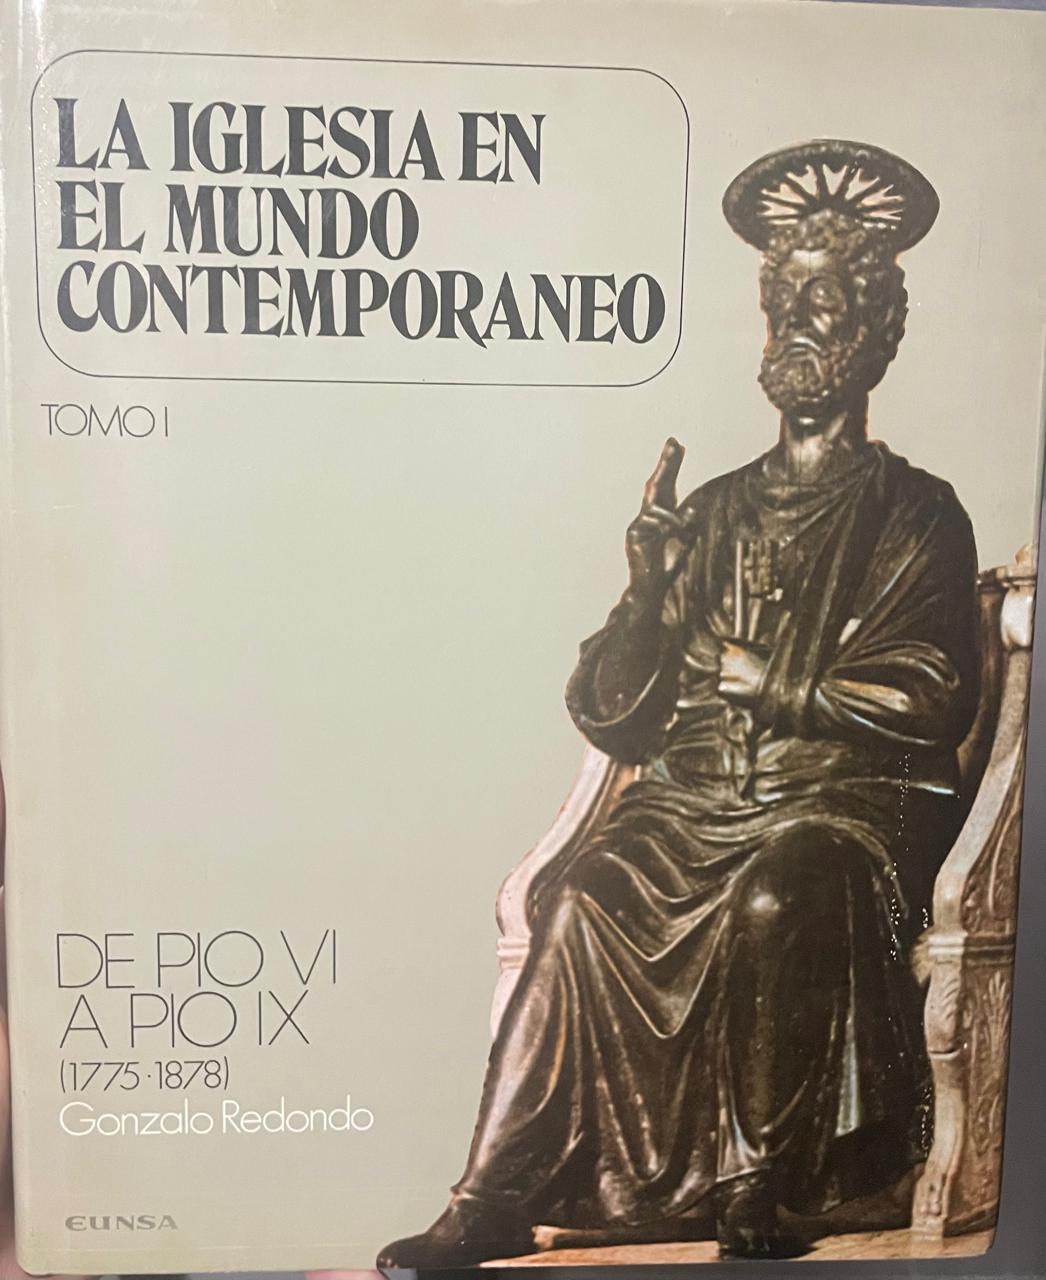 LA IGLESIA EN
EL MUNDO
CONTEMPORANEO
TOMO I
DE PIO VI
A PIO IX
(1775-1878)
Gonzalo Redondo
EUNSA